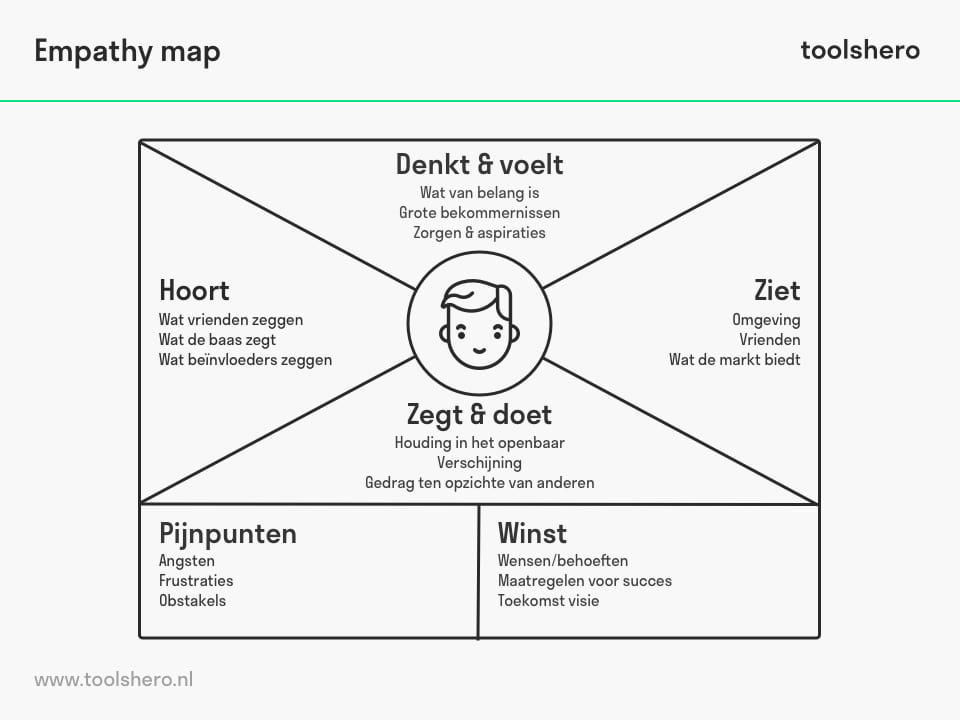 Empathy map
toolshero
Denkt & voelt
Wat van belang is
Grote bekommernissen
Zorgen & aspiraties
Hoort
Wat vrienden zeggen
Wat de baas zegt
Wat beïnvloeders zeggen
Ziet
Omgeving
Vrienden
Wat de markt biedt
Zegt & doet
Houding in het openbaar
Verschijning
Gedrag ten opzichte van anderen
Pijnpunten
Angsten
Frustraties
Obstakels
Winst
Wensen/behoeften
Maatregelen voor succes
Toekomst visie
www.toolshero.nl